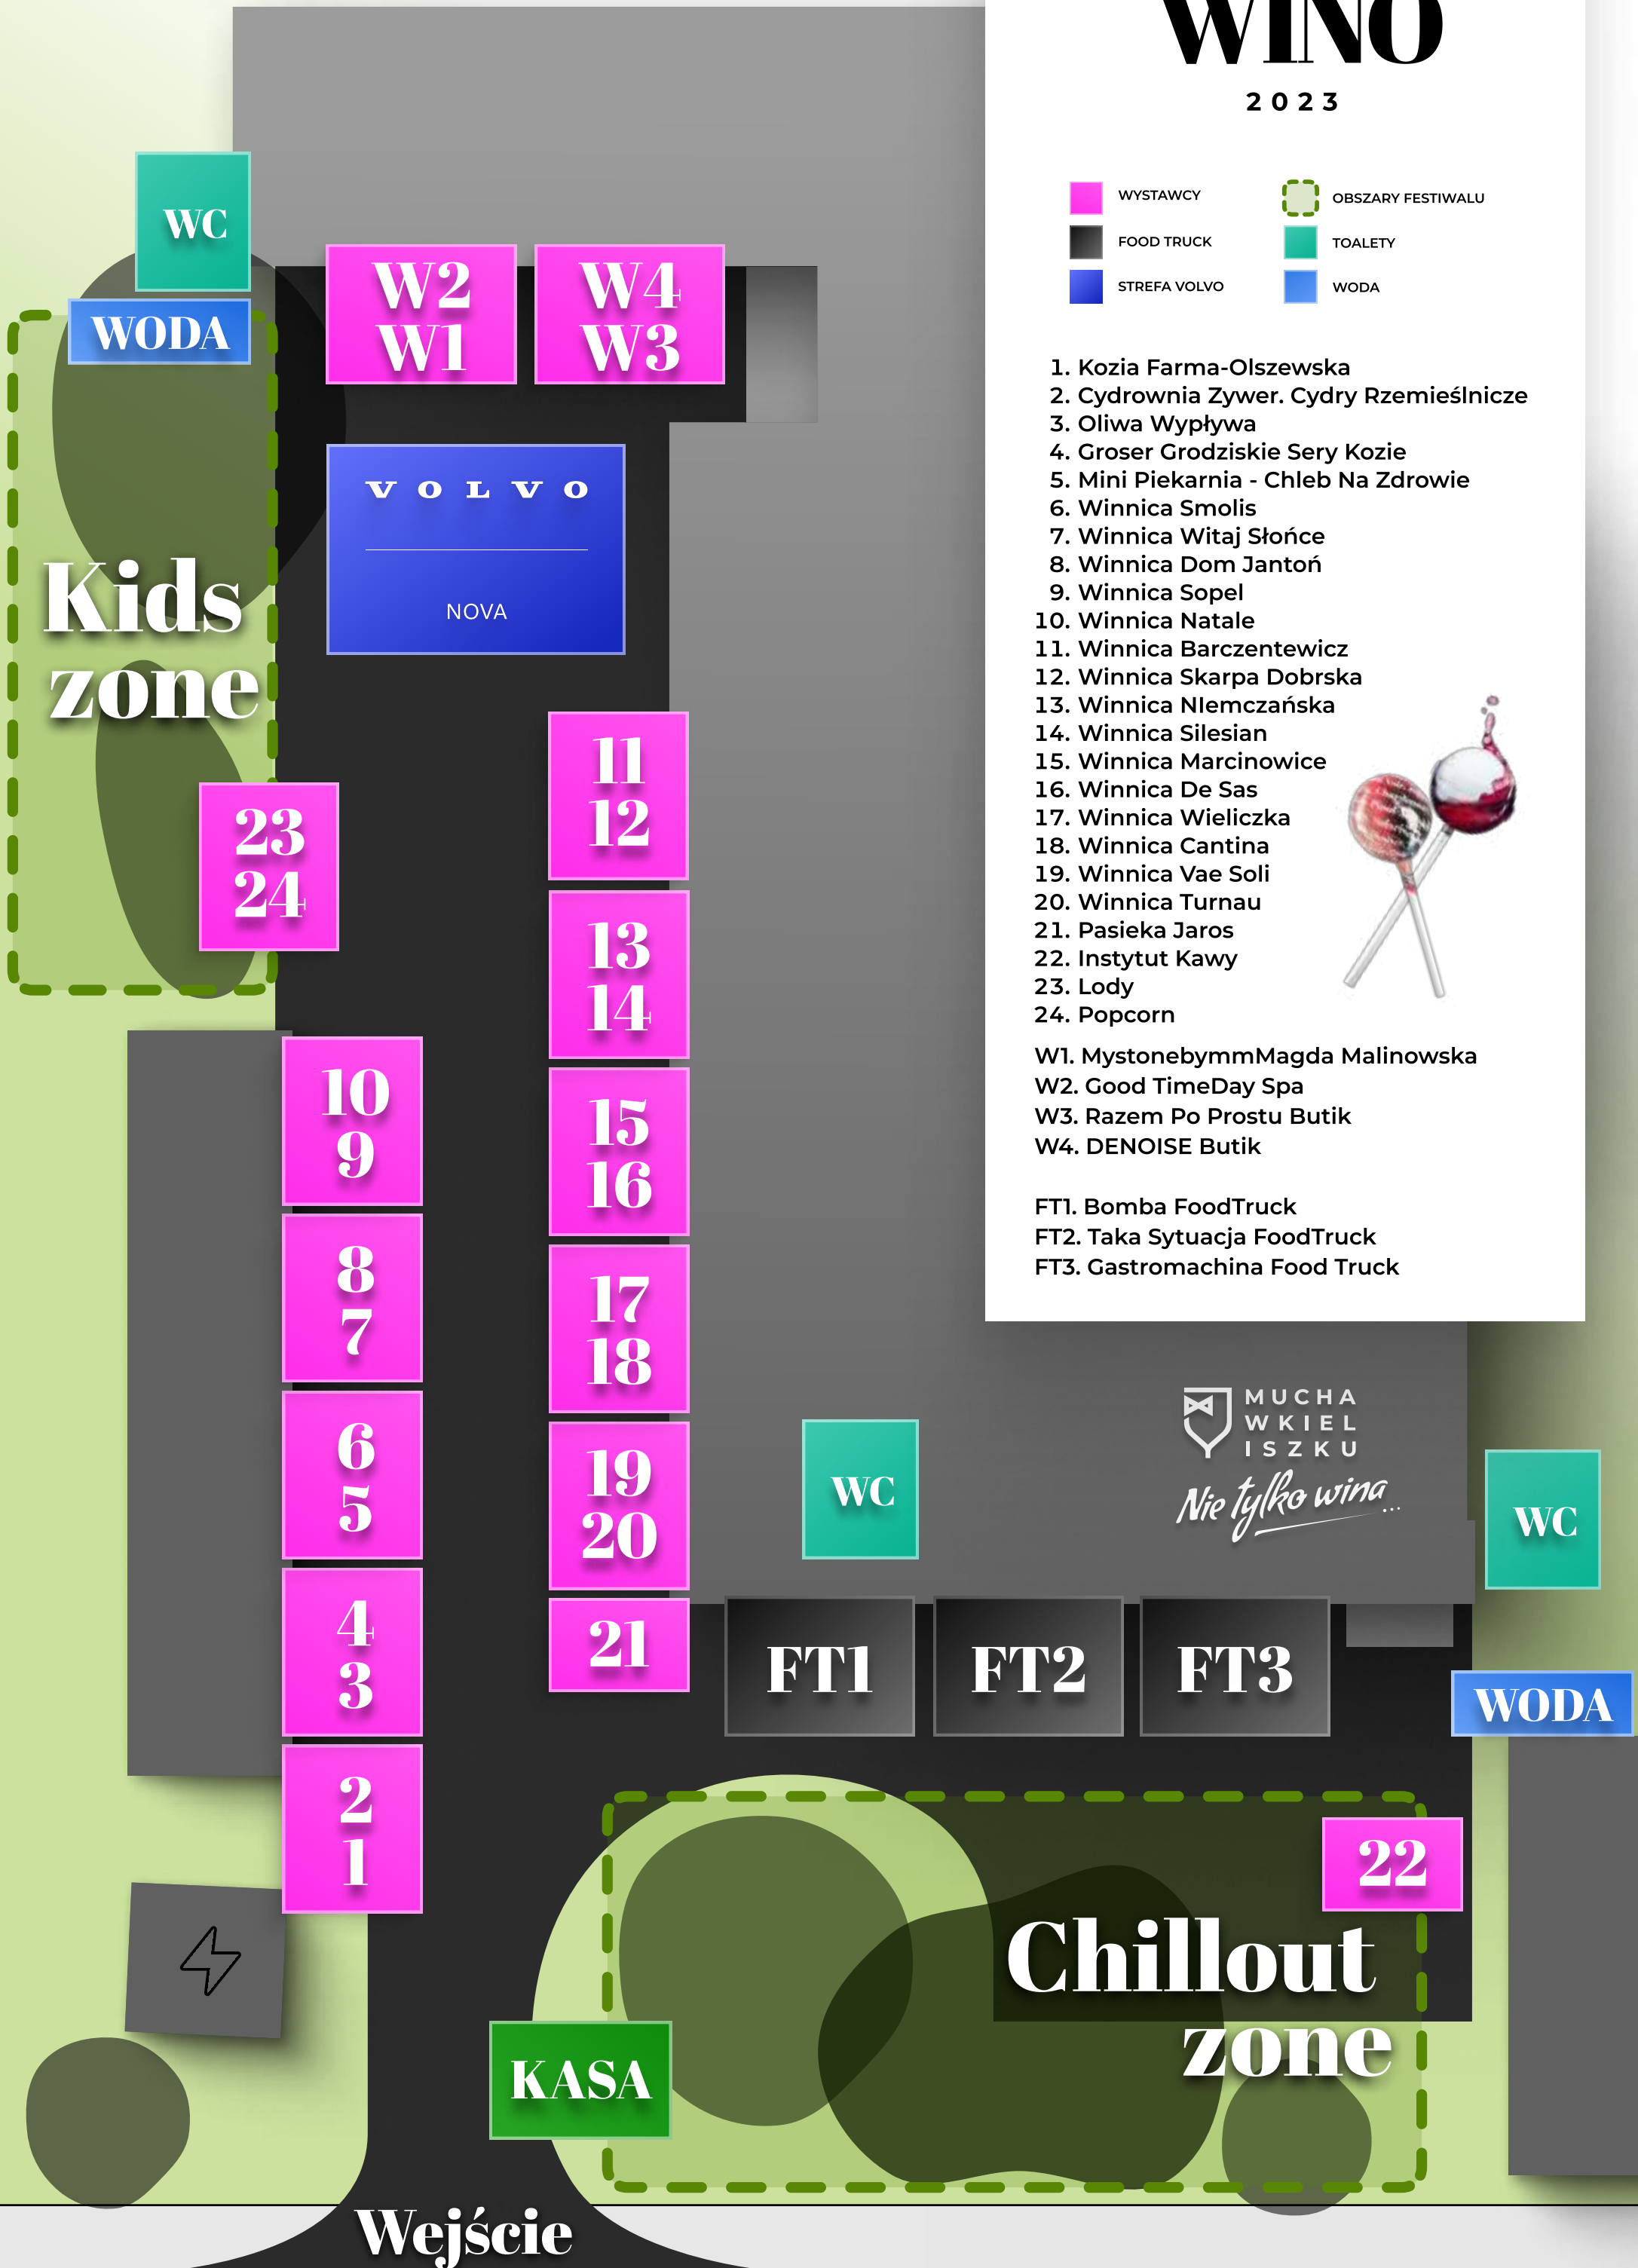 WINO
2023
WYSTAWCY
OBSZARY FESTIWALU
FOOD TRUCK
TOALETY
STREFA VOLVO
WODA
1. Kozia Farma-Olszewska
2. Cydrownia Zywer. Cydry Rzemieślnicze
3. Oliwa Wypływa
4. Groser Grodziskie Sery Kozie
5. Mini Piekarnia - Chleb Na Zdrowie
6. Winnica Smolis
7. Winnica Witaj Słońce
8. Winnica Dom Jantoń
9. Winnica Sopel
10. Winnica Natale
11. Winnica Barczentewicz
12. Winnica Skarpa Dobrska
13. Winnica NIemczańska
14. Winnica Silesian
15. Winnica Marcinowice
16. Winnica De Sas
17. Winnica Wieliczka
18. Winnica Cantina
19. Winnica Vae Soli
20. Winnica Turnau
21. Pasieka Jaros
22. Instytut Kawy
23. Lody
24. Popcorn
W1. MystonebymmMagda Malinowska
W2. Good TimeDay Spa
W3. Razem Po Prostu Butik
W4. DENOISE Butik
FT1. Bomba FoodTruck
FT2. Taka Sytuacja FoodTruck
FT3. Gastromachina Food Truck
WC
WODA
W2
W1
W4
W3
VOLVO
NOVA
Kids
zone
23
24
11
12
13
14
15
16
17
18
19
20
21
10
9
8
7
6
5
4
3
2
1
WC
MUCHA
WKIEL
ISZKU
Nie tylko wina...
WC
FT1
FT2
FT3
WODA
22
Chillout
zone
KASA
Wejście